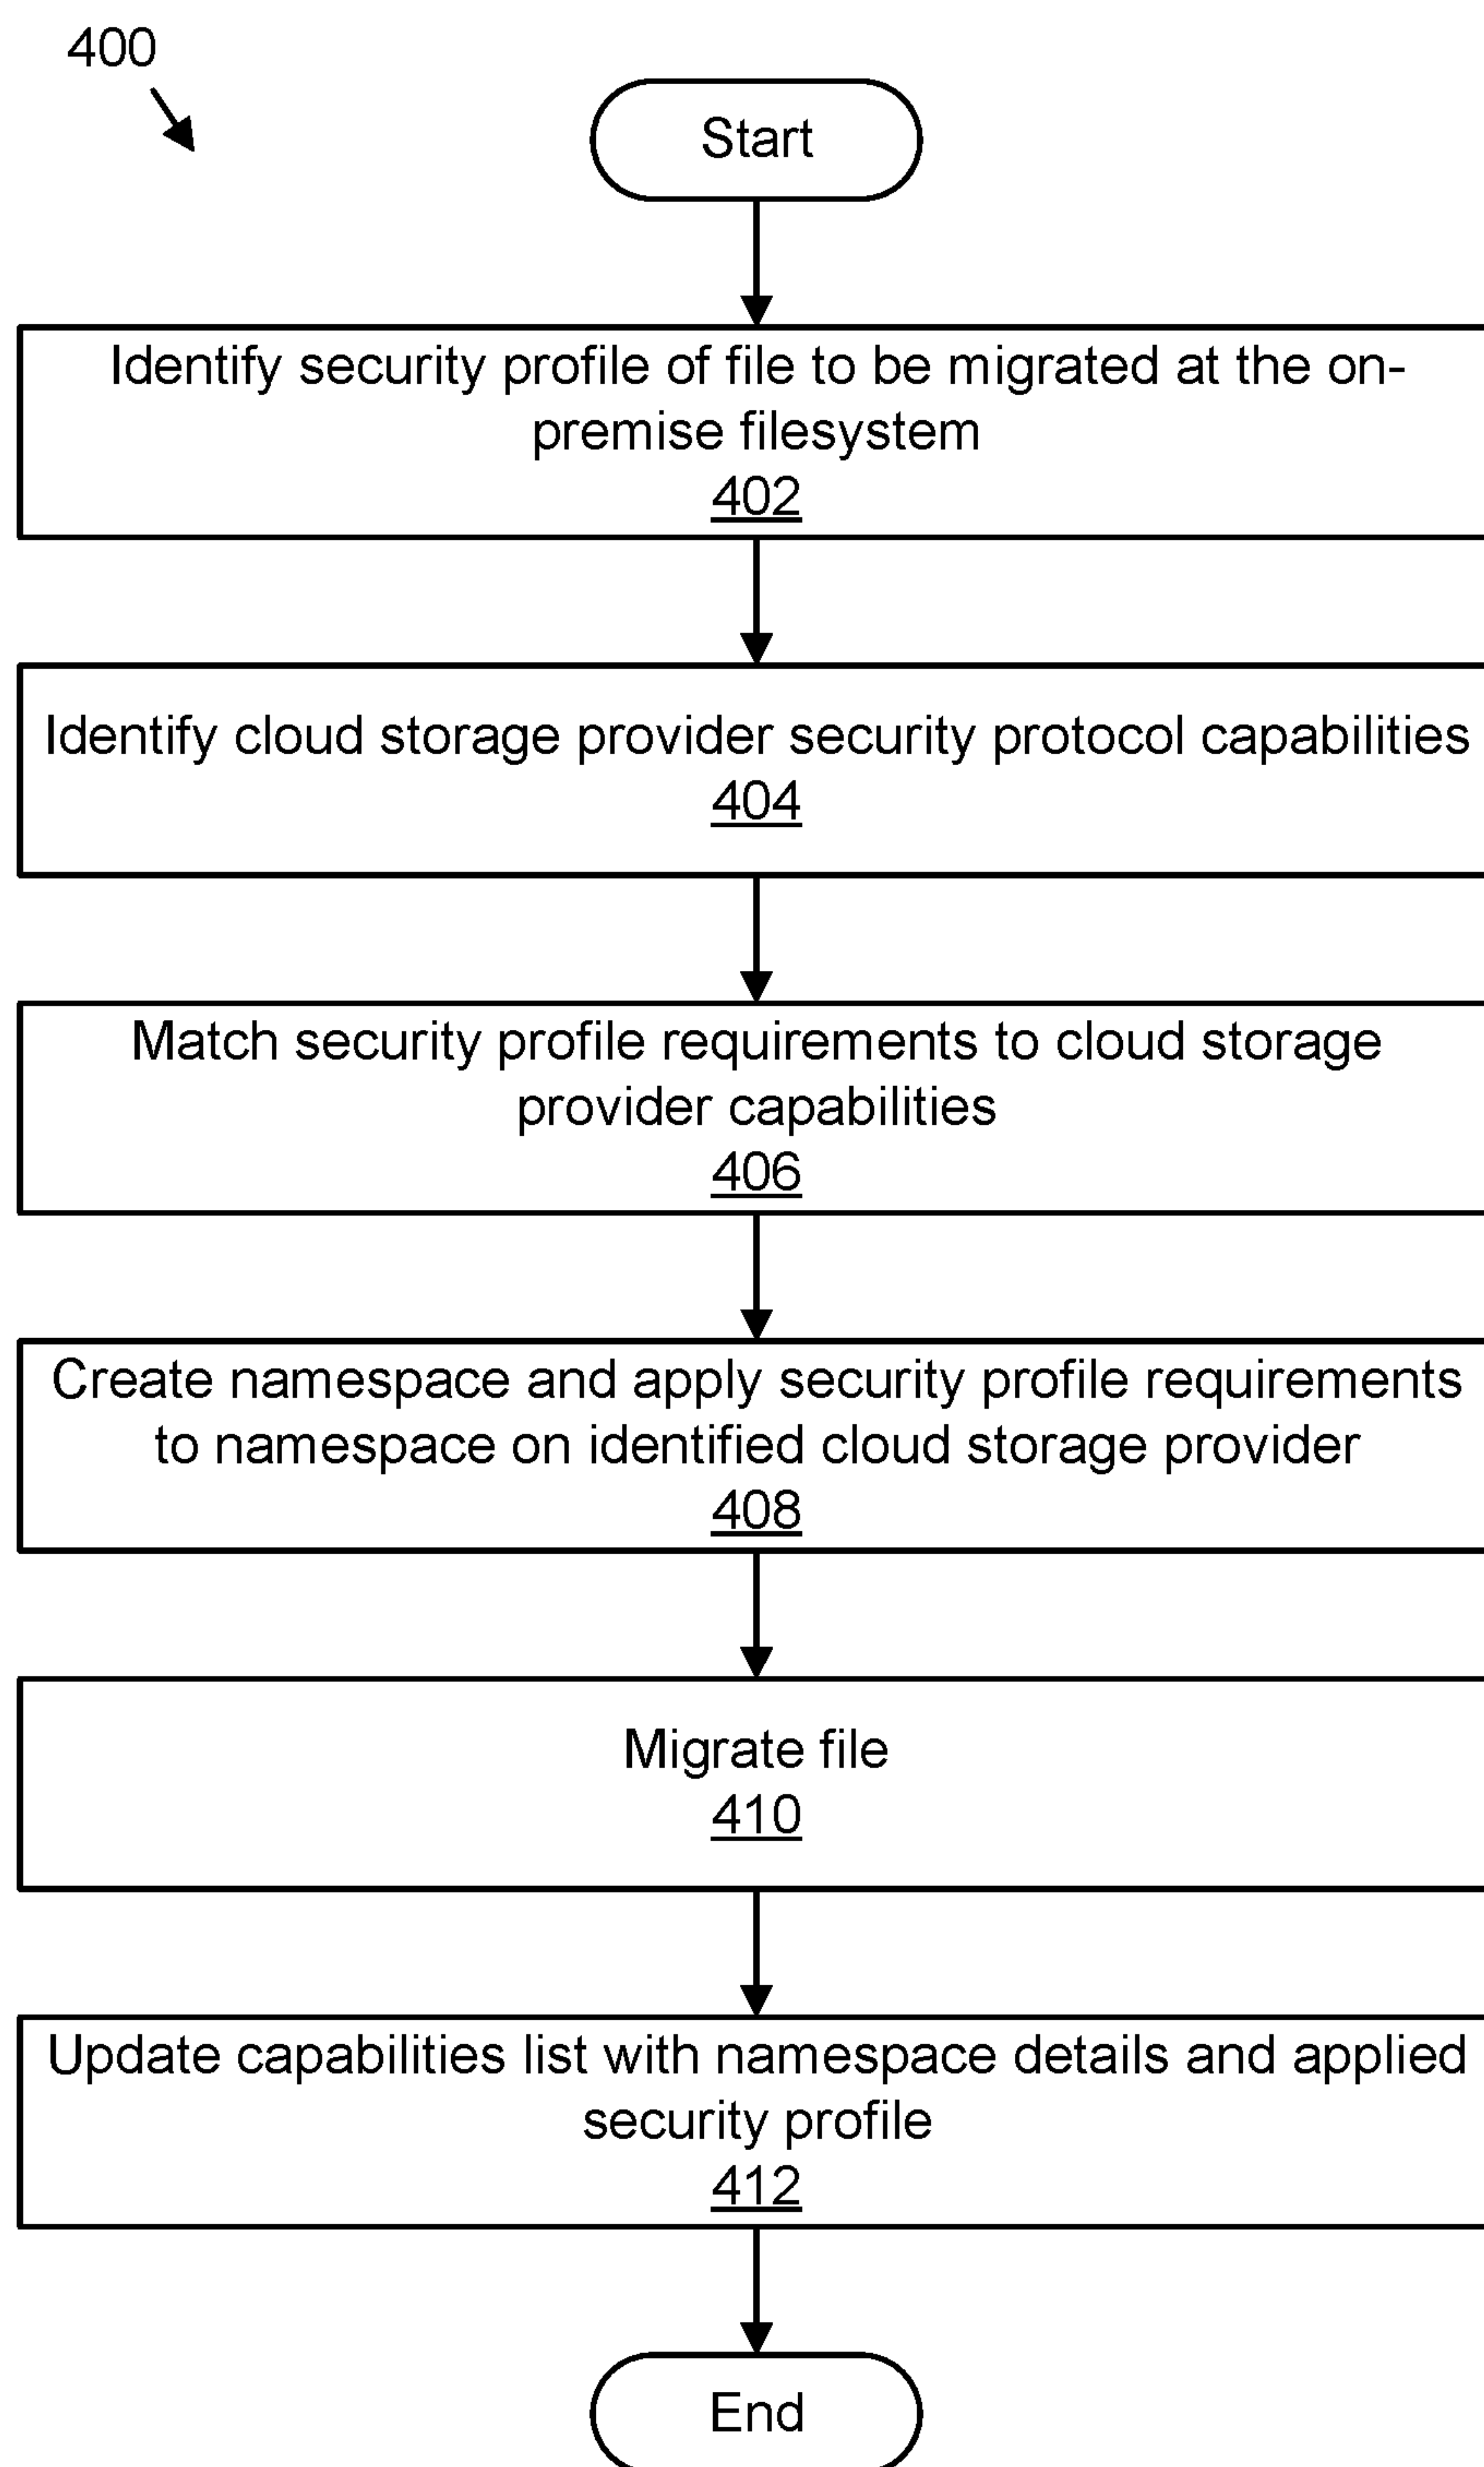 400
Start
Identify security profile of file to be migrated at the on-
premise filesystem
402
Identify cloud storage provider security protocol capabilities
404
Match security profile requirements to cloud storage
provider capabilities
406
Create namespace and apply security profile requirements
to namespace on identified cloud storage provider
408
Migrate file
410
Update capabilities list with namespace details and applied
security profile
412
End